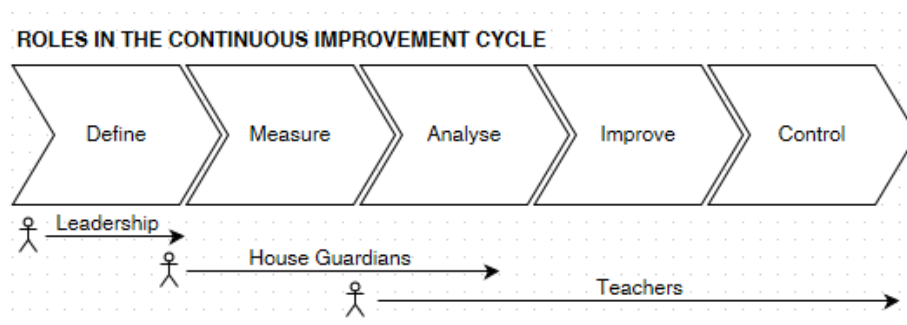 ROLES IN THE CONTINUOUS IMPROVEMENT CYCLE
Define Measure Analyse Improve Control
Leadership
House Guardians
Teachers